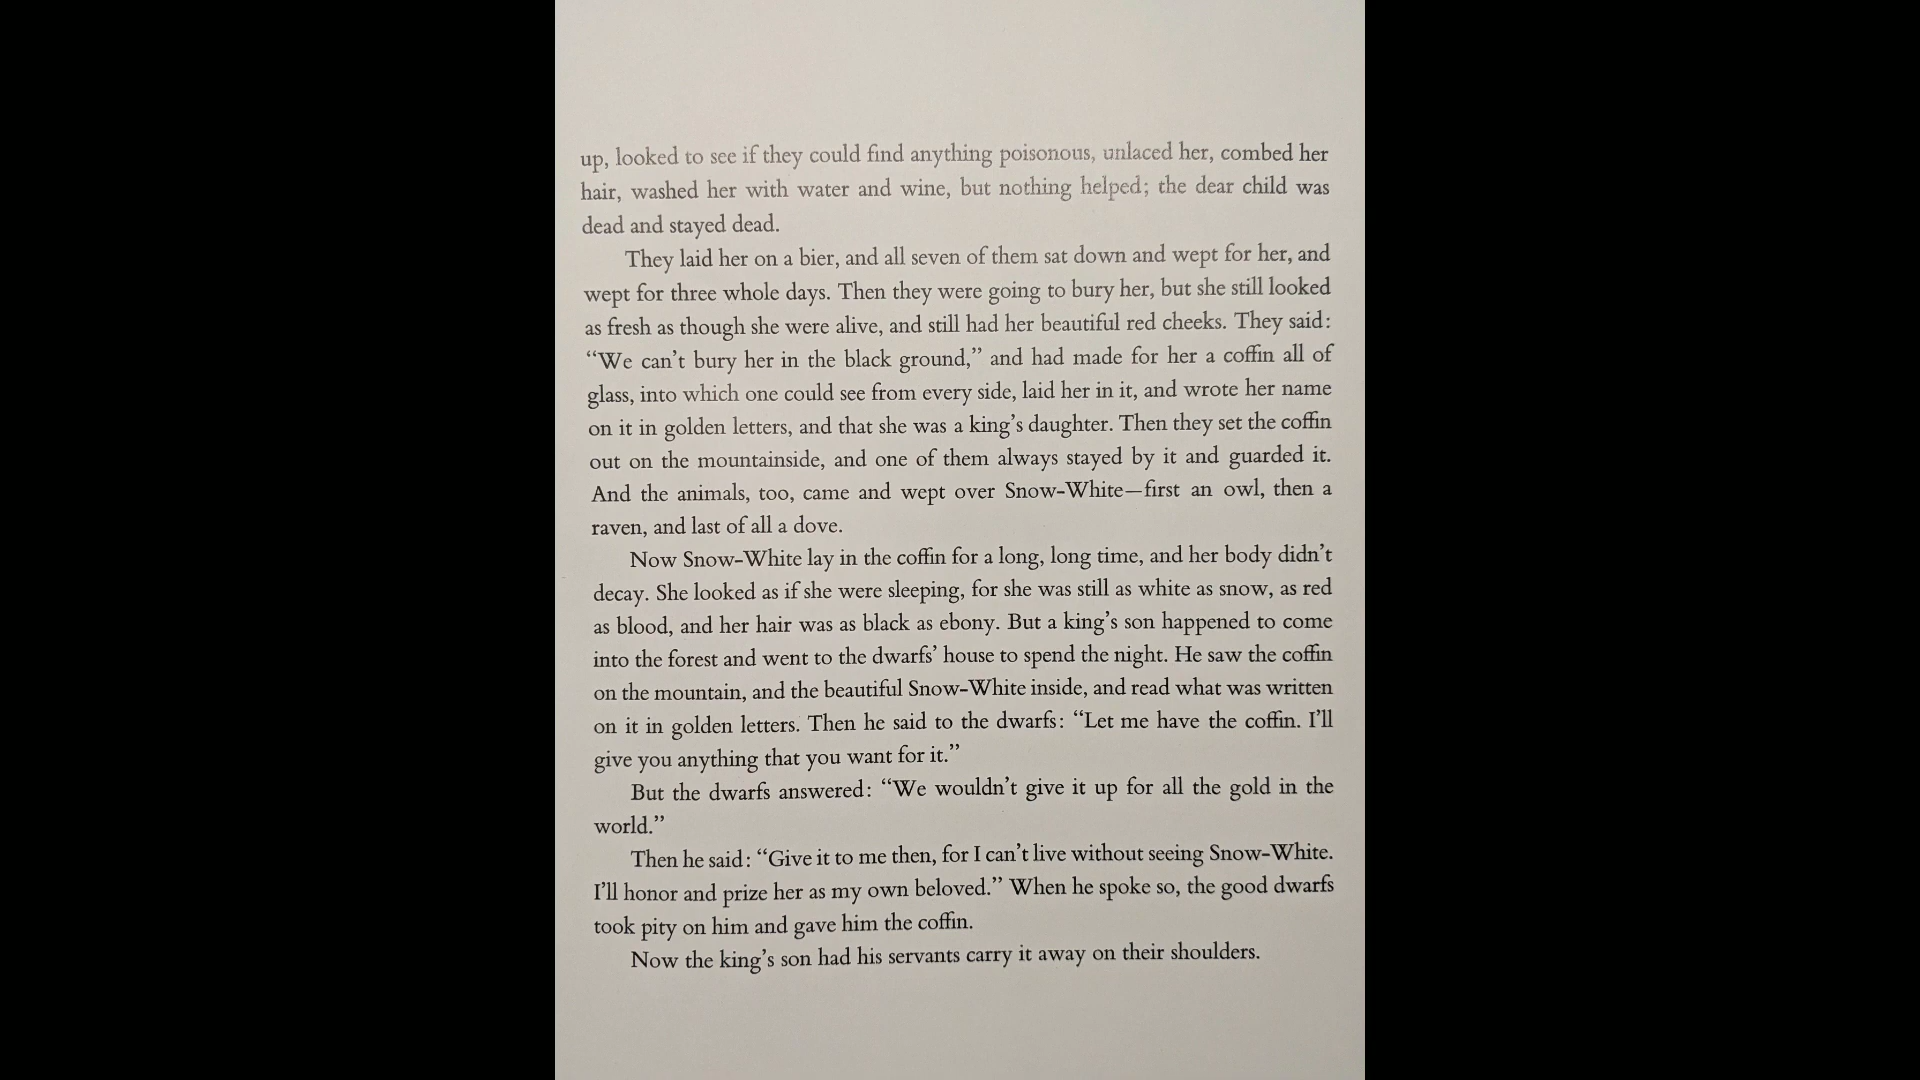 up, looked to see if they could find anything poisonous, unlaced her, combed her
hair, washed her with water and wine, but nothing helped; the dear child was
dead and stayed dead.
They laid her on a bier, and all seven of them sat down and wept for her, and
wept for three whole days. Then they were going to bury her, but she still looked
as fresh as though she were alive, and still had her beautiful red cheeks. They said:
“We can’t bury her in the black ground,” and had made for her a coffin all of
glass, into which one could see from every side, laid her in it, and wrote her name
on it in golden letters, and that she was a king’s daughter. Then they set the coffin
out on the mountainside, and one of them always stayed by it and guarded it.
And the animals, too, came and wept over Snow-White—first an owl, then a
raven, and last of all a dove.
Now Snow-White lay in the coffin for a long, long time, and her body didn’t
decay. She looked as if she were sleeping, for she was still as white as snow, as red
as blood, and her hair was as black as ebony. But a king’s son happened to come
into the forest and went to the dwarfs’ house to spend the night. He saw the coffin
on the mountain, and the beautiful Snow-White inside, and read what was written
on it in golden letters. Then he said to the dwarfs: “Let me have the coffin. I’ll
give you anything that you want for it.”
But the dwarfs answered: “We wouldn’t give it up for all the gold in the
world.”
Then he said: “Give it to me then, for I can’t live without seeing Snow-White.
I’ll honor and prize her as my own beloved.” When he spoke so, the good dwarfs
took pity on him and gave him the coffin.
Now the king’s son had his servants carry it away on their shoulders.